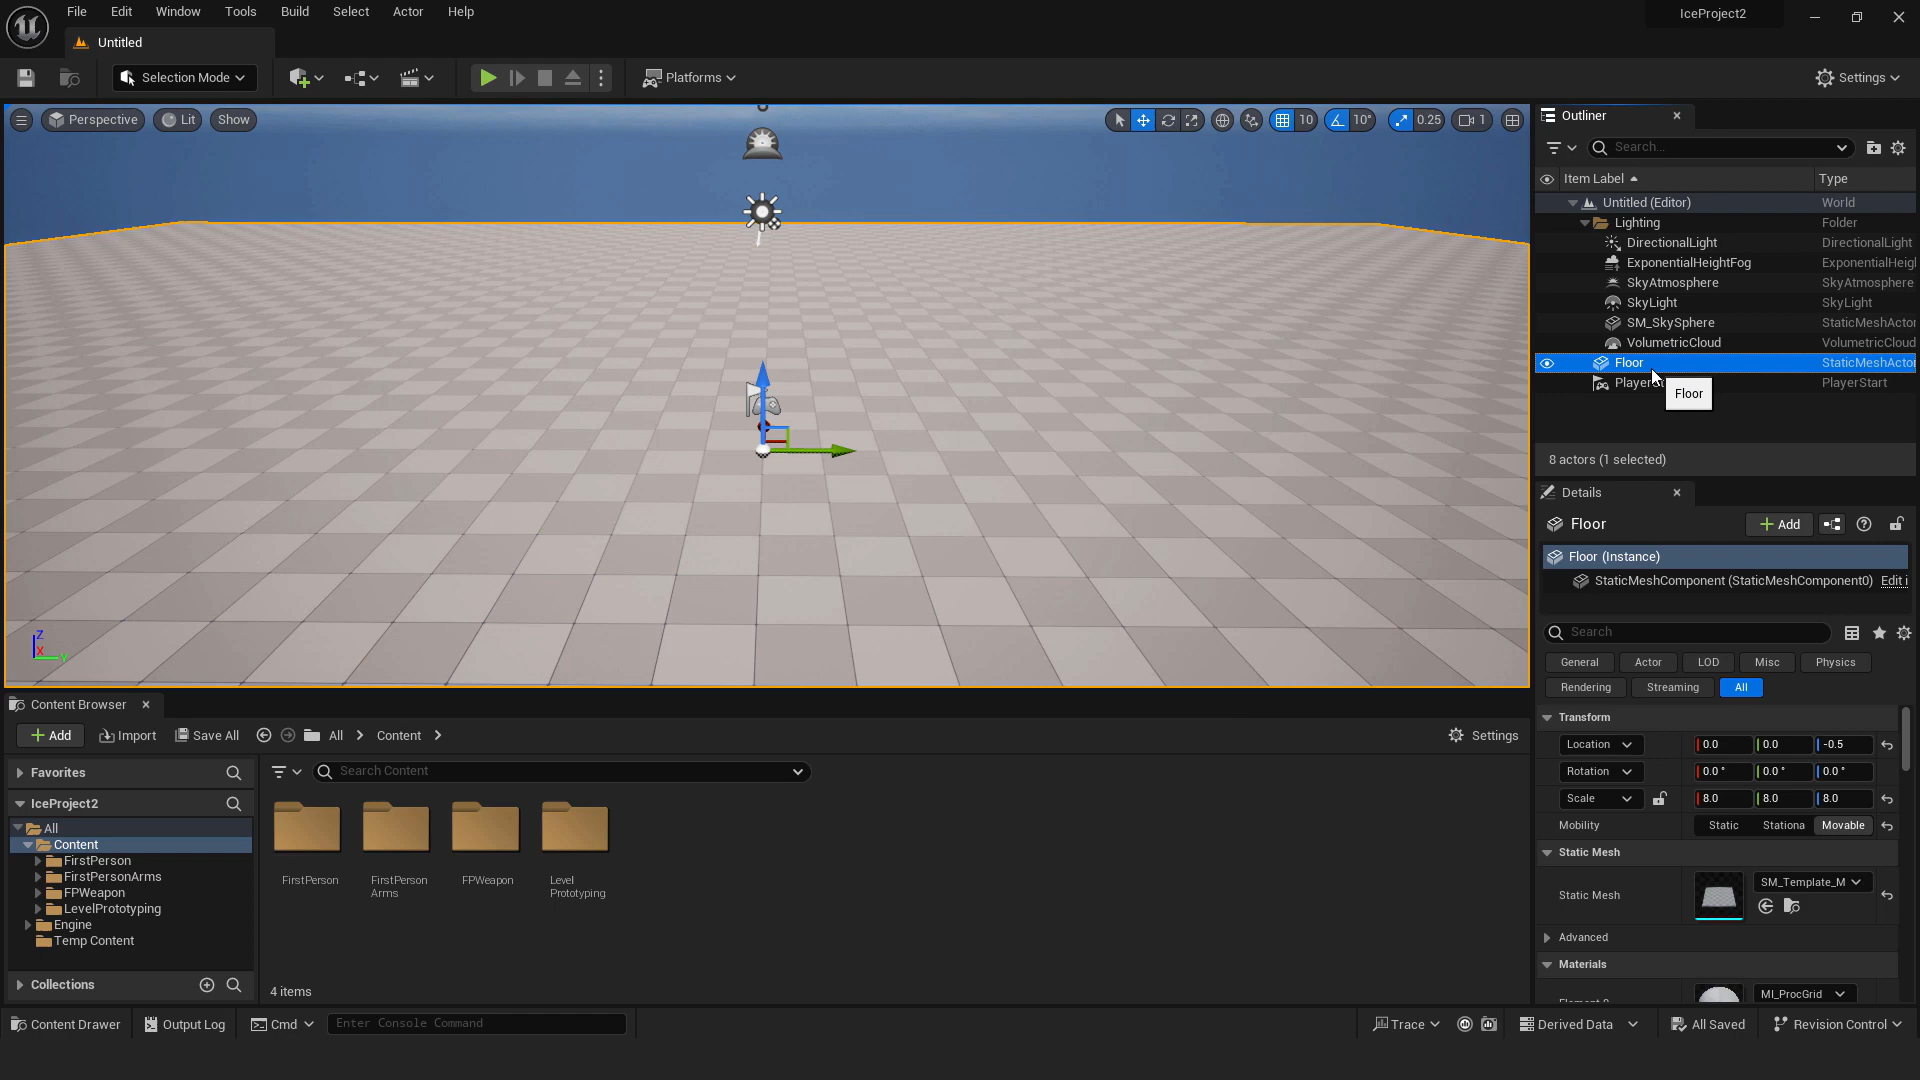 File Edit Window Tools Build Select Actor Help
IceProject2
Untitled
Selection Mode
Platforms
Settings
Perspective Lit Show
10 10° 0.25 1
Outliner
Search...
Item Label Type
Untitled (Editor) World
Lighting Folder
DirectionalLight DirectionalLight
ExponentialHeightFog ExponentialHeigl
SkyAtmosphere SkyAtmosphere
SkyLight SkyLight
SM_SkySphere StaticMeshActor
VolumetricCloud VolumetricCloud
Floor StaticMeshActor
PlayerSt PlayerStart
Floor
8 actors (1 selected)
Details
Floor
Add
Floor (Instance)
StaticMeshComponent (StaticMeshComponent0) Edit i
Search
General Actor LOD Misc Physics
Rendering Streaming All
Transform
Location 0.0 0.0 -0.5
Rotation 0.0 ° 0.0 ° 0.0 °
Scale 8.0 8.0 8.0
Mobility Static Stationa Movable
Static Mesh
Static Mesh SM_Template_M
Advanced
Materials
MI_ProcGrid
Z
X
Y
Content Browser
Add Import Save All All Content Settings
Favorites
Search Content
IceProject2
All
Content
FirstPerson
FirstPersonArms
FPWeapon
LevelPrototyping
Engine
Temp Content
Collections
FirstPerson
FirstPerson
Arms
FPWeapon
Level
Prototyping
4 items
Content Drawer Output Log Cmd Enter Console Command Trace Derived Data All Saved Revision Control